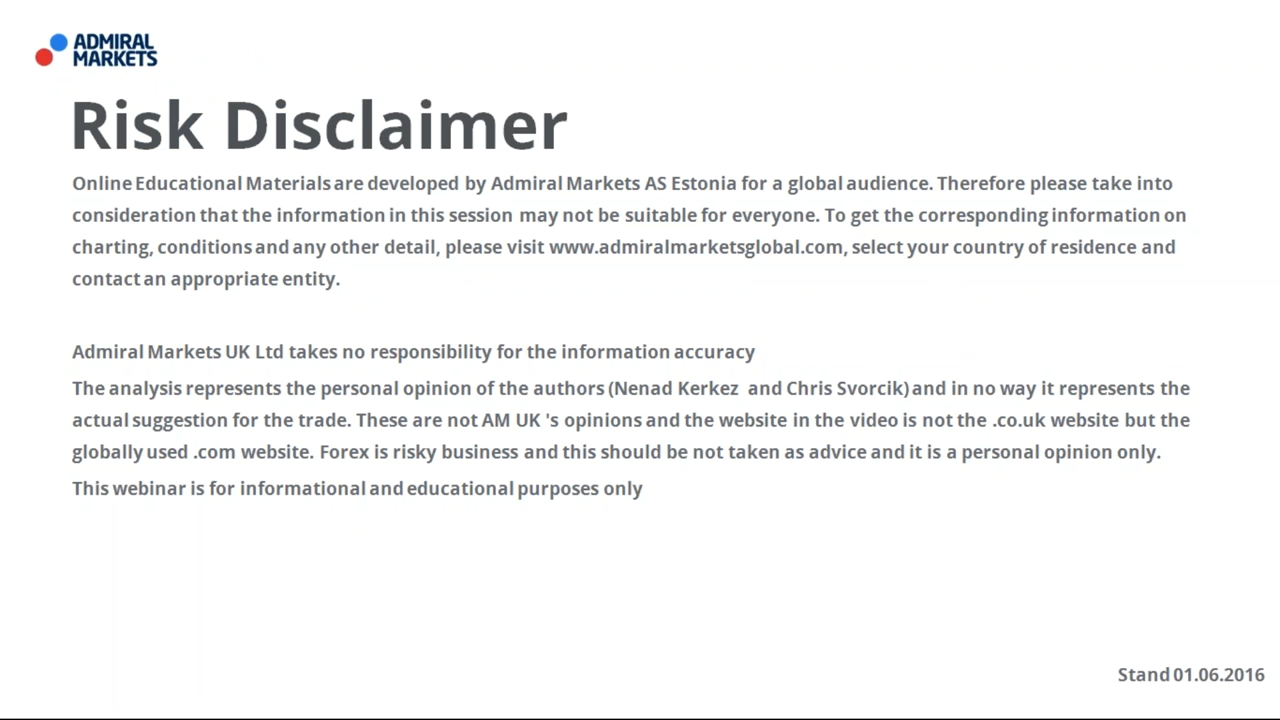 ADMIRAL
MARKETS
Risk Disclaimer
Online Educational Materials are developed by Admiral Markets AS Estonia for a global audience. Therefore please take into
consideration that the information in this session may not be suitable for everyone. To get the corresponding information on
charting, conditions and any other detail, please visit www.admiralmarketsglobal.com, select your country of residence and
contact an appropriate entity.
Admiral Markets UK Ltd takes no responsibility for the information accuracy
The analysis represents the personal opinion of the authors (Nenad Kerkez and Chris Svorcik) and in no way it represents the
actual suggestion for the trade. These are not AM UK 's opinions and the website in the video is not the .co.uk website but the
globally used .com website. Forex is risky business and this should be not taken as advice and it is a personal opinion only.
This webinar is for informational and educational purposes only
Stand 01.06.2016